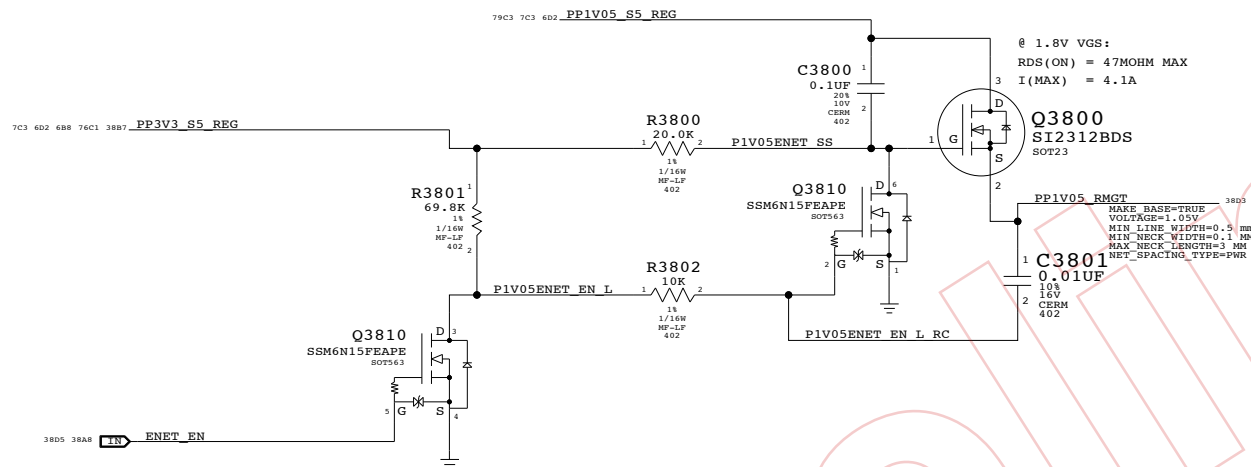 79C3 7C3 6D2 PP1V05_S5_REG
@ 1.8V VGS:
RDS(ON) = 47MOHM MAX
I(MAX) = 4.1A
C3800
0.1UF
20%
10V
CERM
402
1
2
3
D
Q3800
SI2312BDS
SOT23
1
G
S
2
7C3 6D2 6B8 76C1 38B7 PP3V3_S5_REG
R3800
20.0K
1 2
1%
1/16W
MF-LF
402
P1V05ENET_SS
R3801
69.8K
1%
1/16W
MF-LF
402
1
2
Q3810
SSM6N15FEAPE
SOT563
D 6
2 G S 1
PP1V05_RMGT 38D3
MAKE_BASE=TRUE
VOLTAGE=1.05V
MIN_LINE_WIDTH=0.5 mm
MIN_NECK_WIDTH=0.1 MM
MAX_NECK_LENGTH=3 MM
NET_SPACING_TYPE=PWR
C3801
0.01UF
10%
16V
CERM
402
1
2
P1V05ENET_EN_L
R3802
10K
1 2
1%
1/16W
MF-LF
402
P1V05ENET_EN_L_RC
Q3810
SSM6N15FEAPE
SOT563
D 3
5 G S 4
38D5 38A8 IN ENET_EN